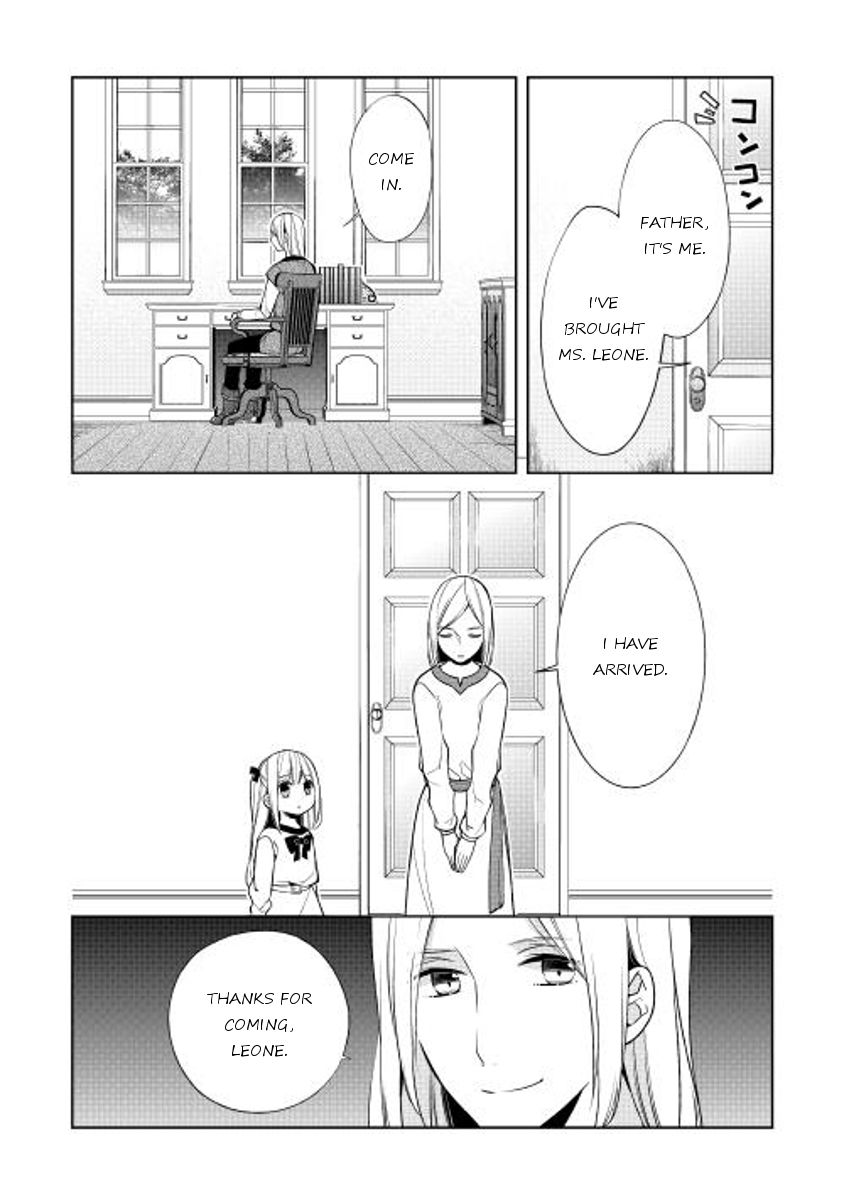 コンコン
FATHER,
IT'S ME.
I'VE
BROUGHT
MS. LEONE.
COME
IN.
I HAVE
ARRIVED.
THANKS FOR
COMING,
LEONE.